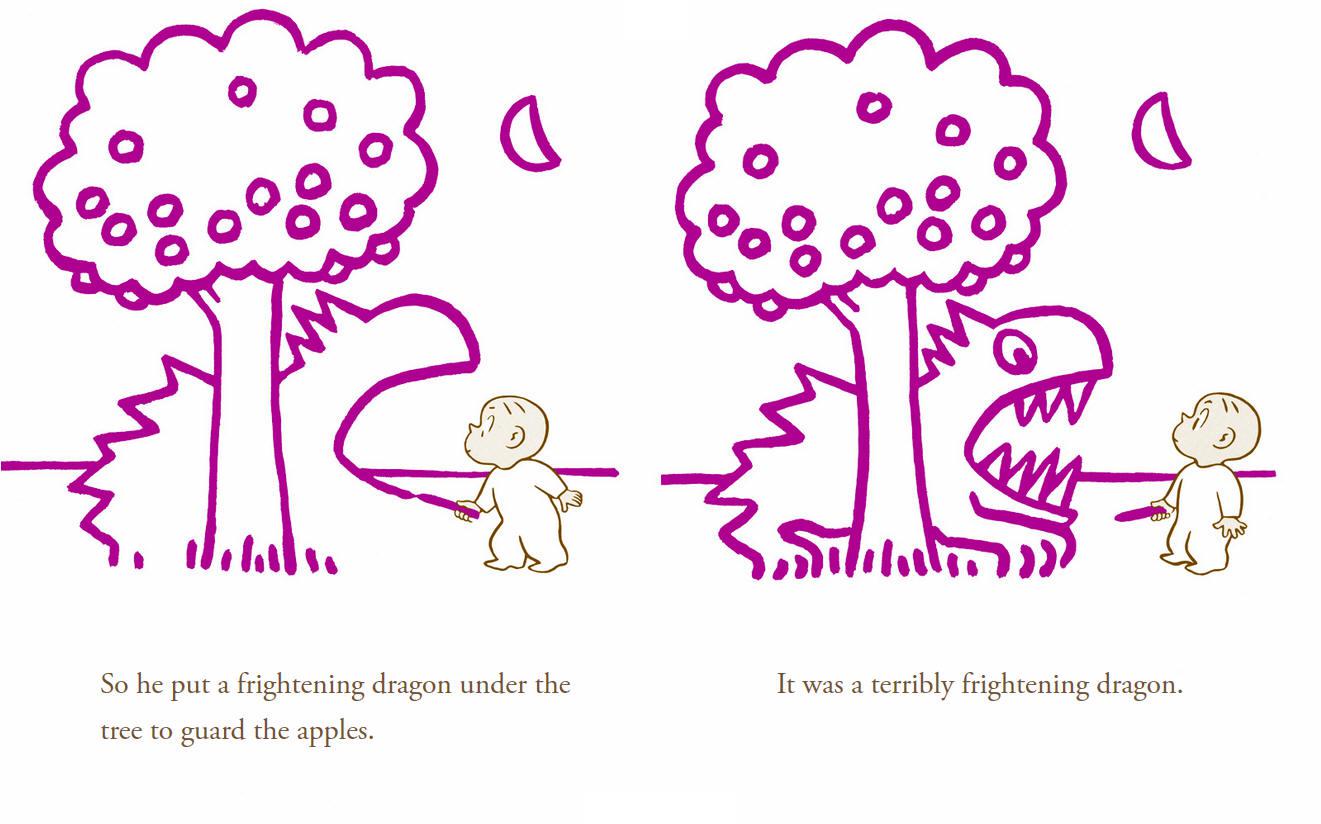 So he put a frightening dragon under the
tree to guard the apples.
It was a terribly frightening dragon.